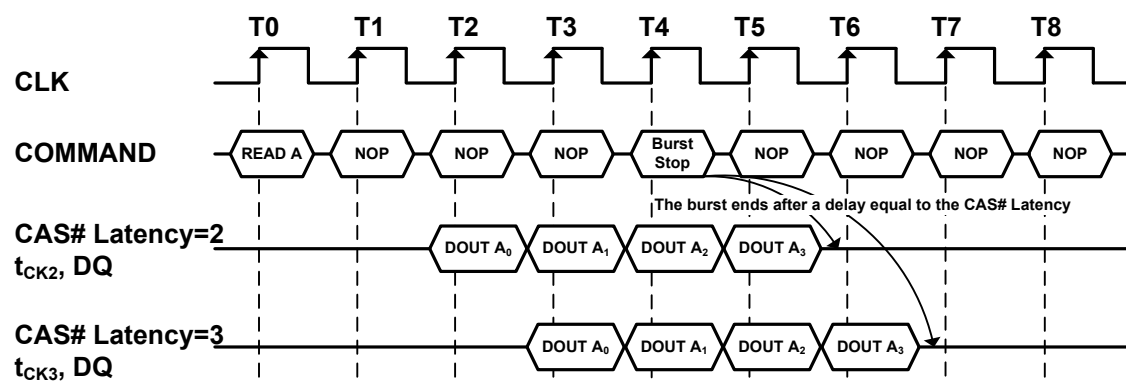 T0 T1 T2 T3 T4 T5 T6 T7 T8
CLK
COMMAND READ A NOP NOP NOP Burst Stop NOP NOP NOP NOP
The burst ends after a delay equal to the CAS# Latency
CAS# Latency=2
tCK2, DQ DOUT A0 DOUT A1 DOUT A2 DOUT A3
CAS# Latency=3
tCK3, DQ DOUT A0 DOUT A1 DOUT A2 DOUT A3